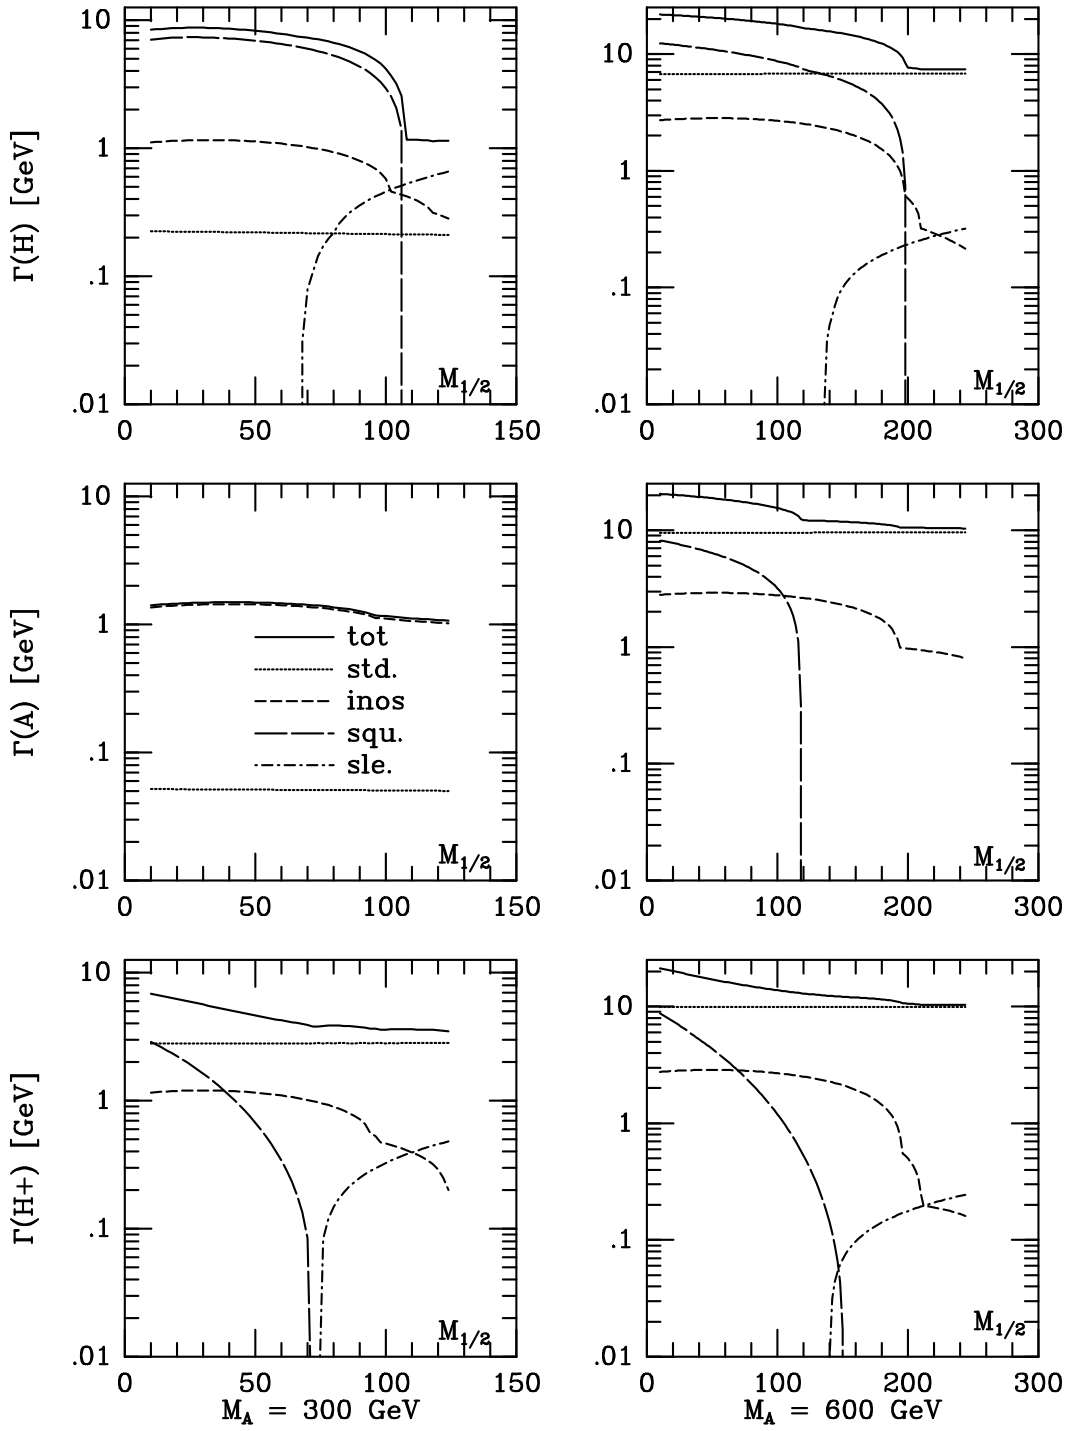 10
1
.1
.01
Γ(H) [GeV]
M1/2
0 50 100 150
10
1
.1
.01
M1/2
0 100 200 300
10
1
.1
.01
Γ(A) [GeV]
tot
std.
inos
squ.
sle.
M1/2
0 50 100 150
10
1
.1
.01
M1/2
0 100 200 300
10
1
.1
.01
Γ(H+) [GeV]
M1/2
0 50 100 150
MA = 300 GeV
10
1
.1
.01
M1/2
0 100 200 300
MA = 600 GeV